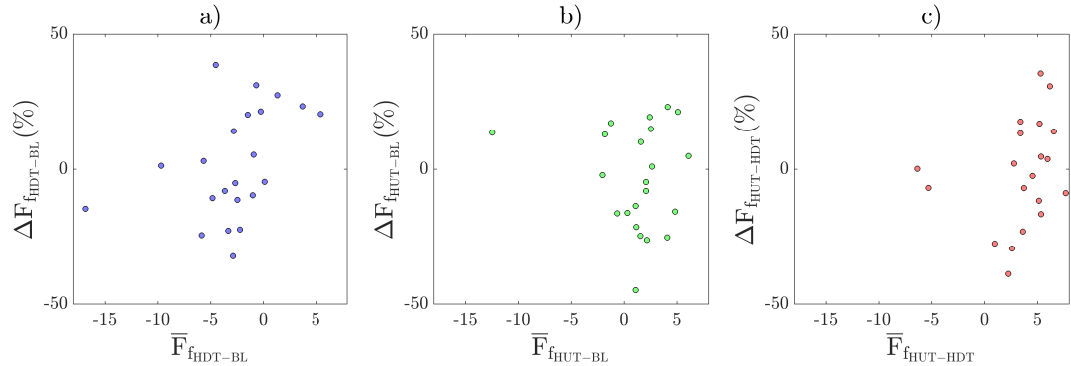 a)
50
0
-50
-15
-10
-5
0
5
ΔF_{f_{HDT−BL}}(%)
F̅_{f_{HDT−BL}}
b)
50
0
-50
-15
-10
-5
0
5
ΔF_{f_{HUT−BL}}(%)
F̅_{f_{HUT−BL}}
c)
50
0
-50
-15
-10
-5
0
5
ΔF_{f_{HUT−HDT}}(%)
F̅_{f_{HUT−HDT}}